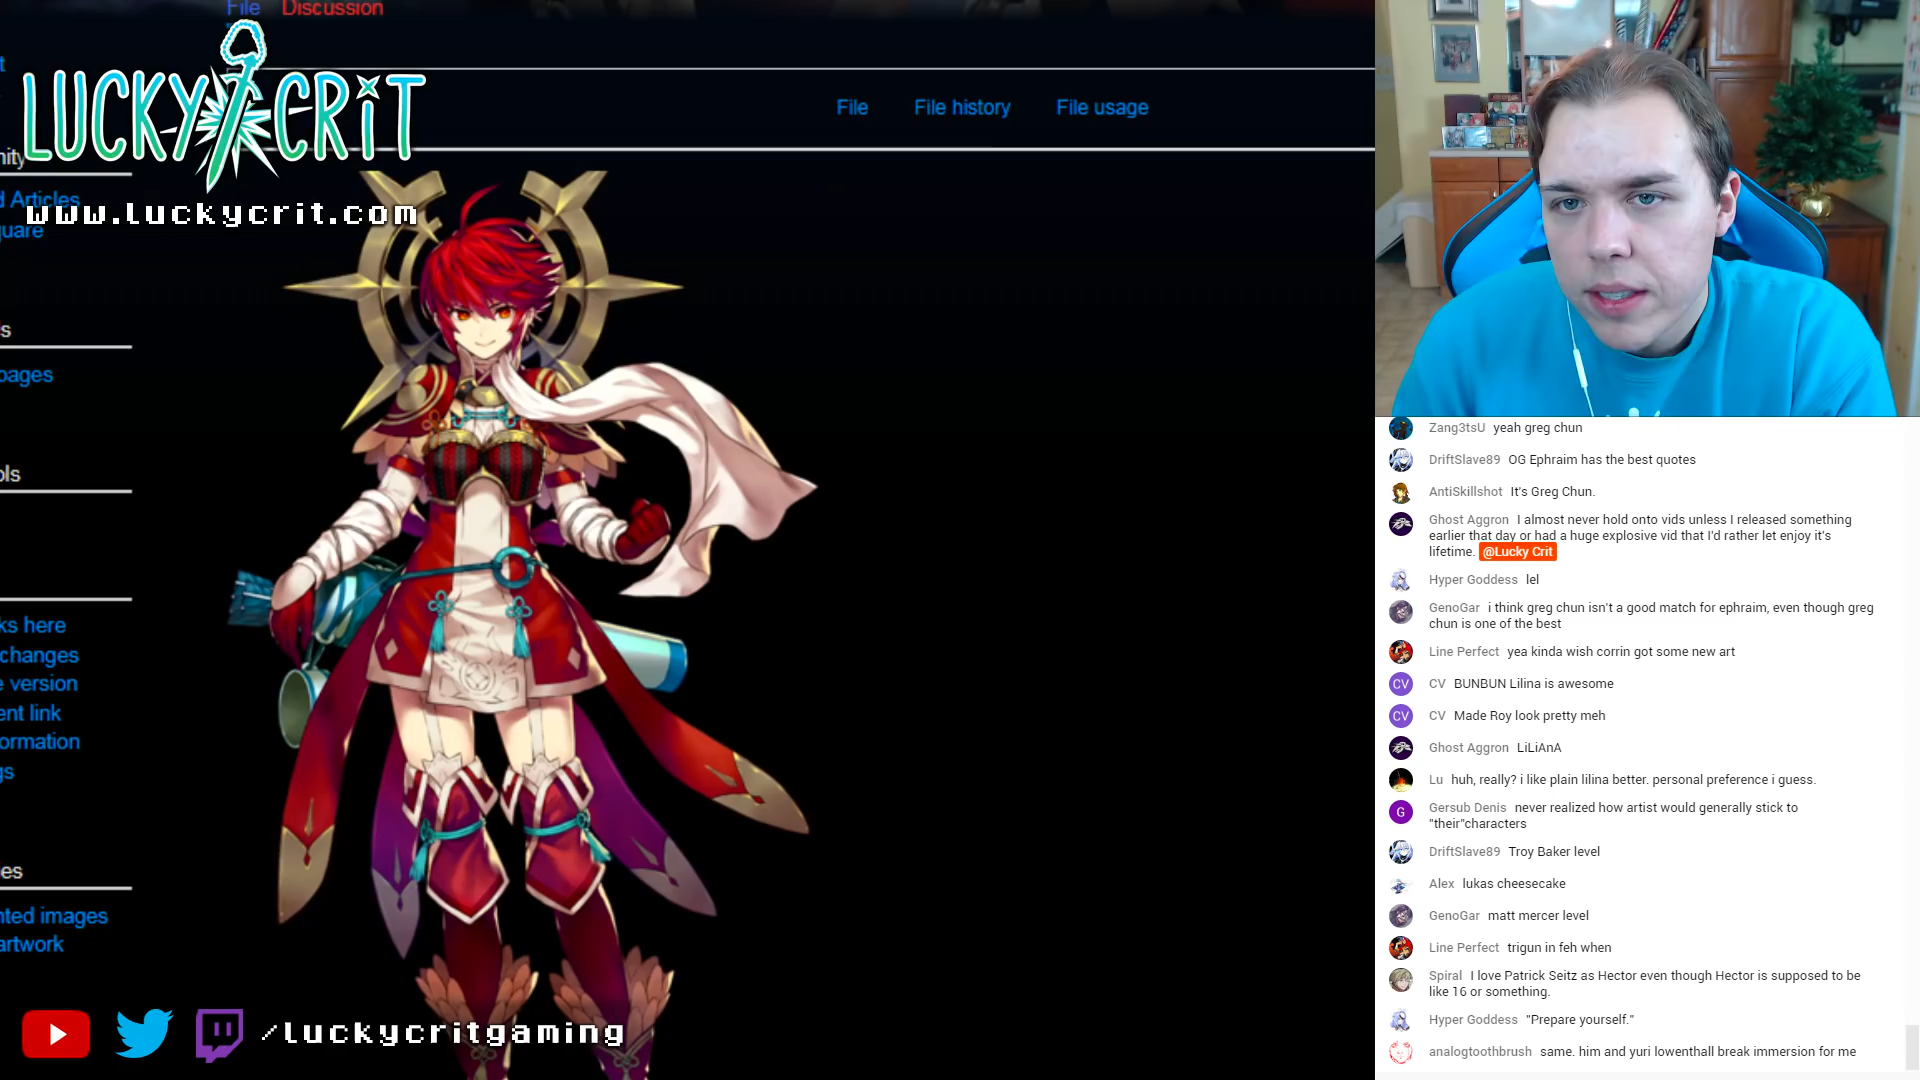 File Discussion
LUCKY CRIT
www.luckycrit.com
File File history File usage
nity
d Articles
quare
s
pages
ols
ks here
changes
e version
ent link
ormation
gs
es
nted images
artwork
/luckycritgaming
Zang3tsU yeah greg chun
DriftSlave89 OG Ephraim has the best quotes
AntiSkillshot It's Greg Chun.
Ghost Aggron I almost never hold onto vids unless I released something
earlier that day or had a huge explosive vid that I'd rather let enjoy it's
lifetime. @Lucky Crit
Hyper Goddess lel
GenoGar i think greg chun isn't a good match for ephraim, even though greg
chun is one of the best
Line Perfect yea kinda wish corrin got some new art
CV CV BUNBUN Lilina is awesome
CV CV Made Roy look pretty meh
Ghost Aggron LiLiAnA
Lu huh, really? i like plain lilina better. personal preference i guess.
G Gersub Denis never realized how artist would generally stick to
"their"characters
DriftSlave89 Troy Baker level
Alex lukas cheesecake
GenoGar matt mercer level
Line Perfect trigun in feh when
Spiral I love Patrick Seitz as Hector even though Hector is supposed to be
like 16 or something.
Hyper Goddess "Prepare yourself."
analogtoothbrush same. him and yuri lowenthall break immersion for me